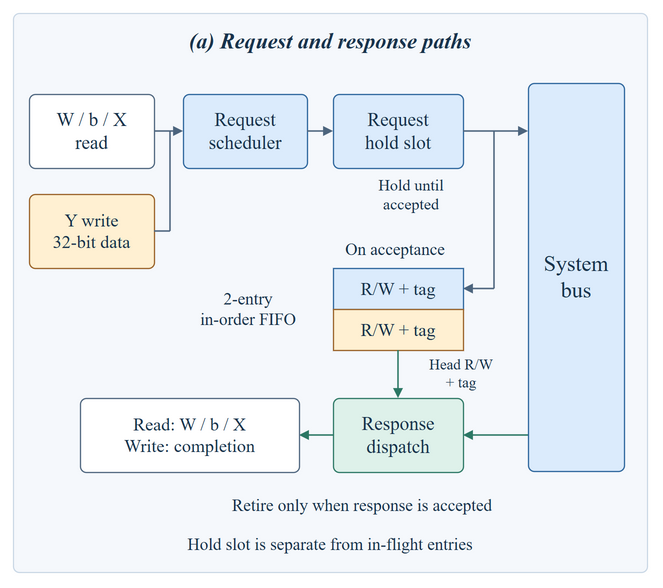 (a) Request and response paths
W / b / X
read
Request
scheduler
Request
hold slot
Hold until
accepted
Y write
32-bit data
System
bus
On acceptance
R/W + tag
R/W + tag
2-entry
in-order FIFO
Head R/W
+ tag
Read: W / b / X
Write: completion
Response
dispatch
Retire only when response is accepted
Hold slot is separate from in-flight entries